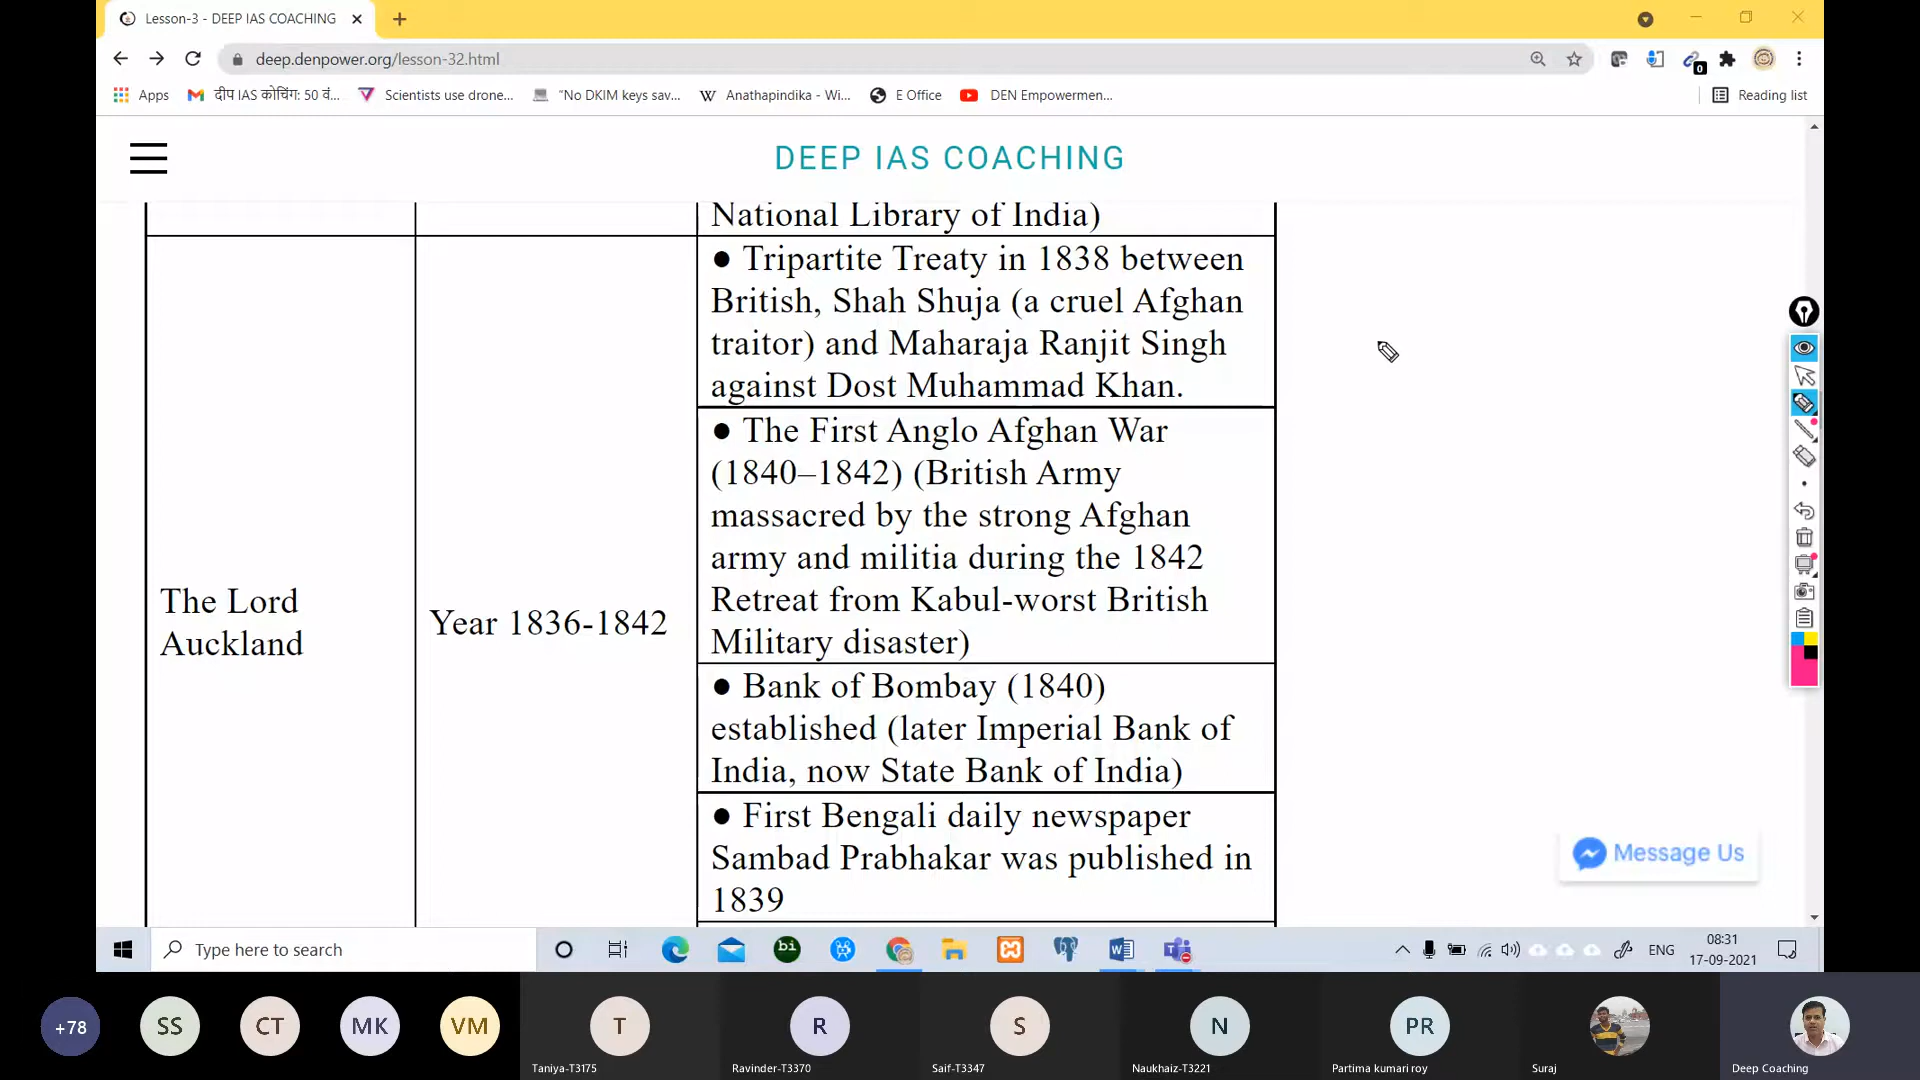 Lesson-3 - DEEP IAS COACHING
deep.denpower.org/lesson-32.html
0
Apps
दीप IAS कोचिंग: 50 वं...
Scientists use drone...
"No DKIM keys sav...
W Anathapindika - Wi...
E Office
DEN Empowermen...
Reading list
DEEP IAS COACHING
National Library of India)
● Tripartite Treaty in 1838 between
British, Shah Shuja (a cruel Afghan
traitor) and Maharaja Ranjit Singh
against Dost Muhammad Khan.
● The First Anglo Afghan War
(1840–1842) (British Army
massacred by the strong Afghan
army and militia during the 1842
Retreat from Kabul-worst British
Military disaster)
The Lord
Auckland
Year 1836-1842
● Bank of Bombay (1840)
established (later Imperial Bank of
India, now State Bank of India)
● First Bengali daily newspaper
Sambad Prabhakar was published in
1839
Message Us
Type here to search
bi
ENG
08:31
17-09-2021
+78
SS
CT
MK
VM
T
R
S
N
PR
Taniya-T3175
Ravinder-T3370
Saif-T3347
Naukhaiz-T3221
Partima kumari roy
Suraj
Deep Coaching